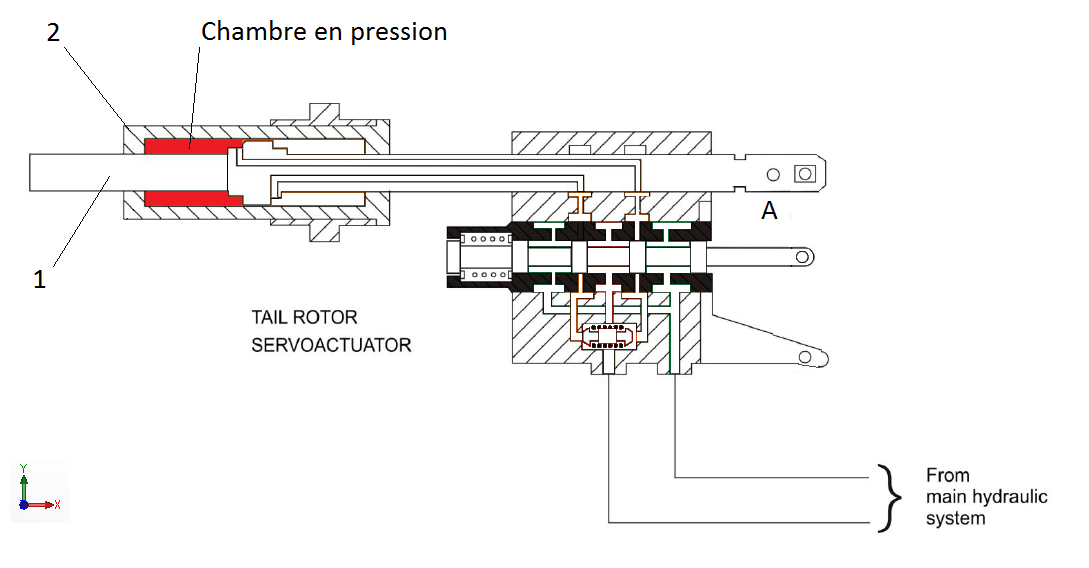 2
Chambre en pression
1
A
TAIL ROTOR
SERVOACTUATOR
Y
X
From
main hydraulic
system